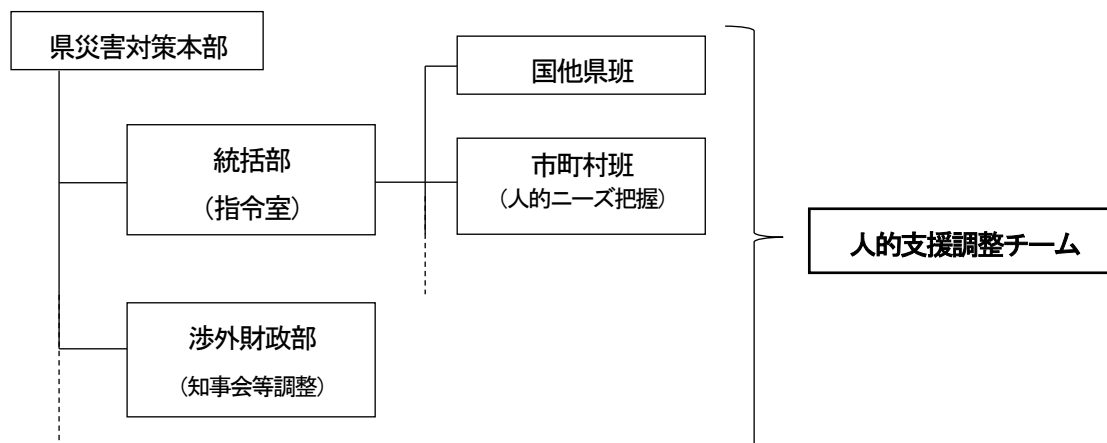 県災害対策本部
国他県班
統括部
（指令室）
市町村班
（人的ニーズ把握）
人的支援調整チーム
渉外財政部
（知事会等調整）